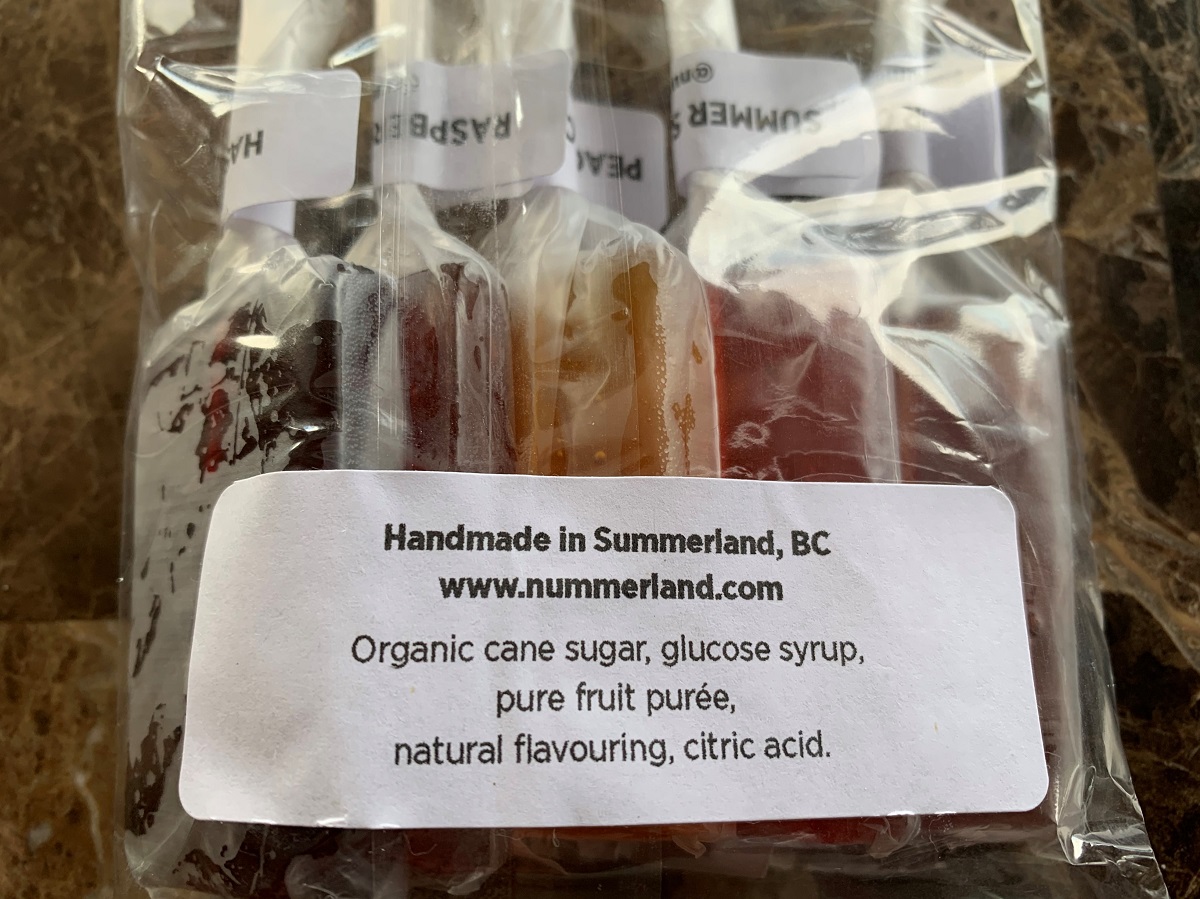 SUMMER
Handmade in Summerland, BC
www.nummerland.com
Organic cane sugar, glucose syrup,
pure fruit purée,
natural flavouring, citric acid.